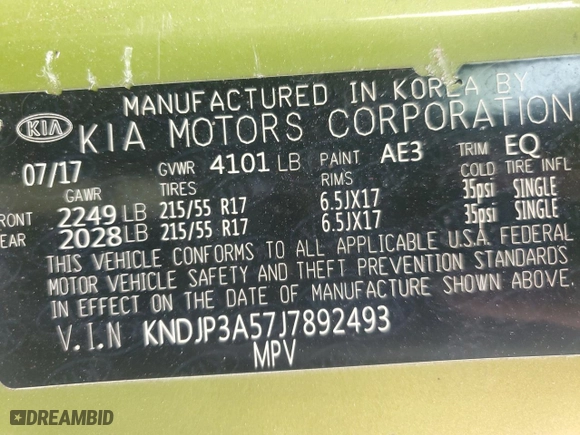 MANUFACTURED IN KOREA BY
KIA KIA MOTORS CORPORATION
07/17 GVWR 4101 LB PAINT AE3 TRIM EQ
GAWR TIRES RIMS COLD TIRE INFL
FRONT 2249 LB 215/55 R17 6.5JX17 35psi SINGLE
REAR 2028 LB 215/55 R17 6.5JX17 35psi SINGLE
THIS VEHICLE CONFORMS TO ALL APPLICABLE U.S.A. FEDERAL
MOTOR VEHICLE SAFETY AND THEFT PREVENTION STANDARDS
IN EFFECT ON THE DATE OF MANUFACTURE SHOWN ABOVE.
V.I.N KNDJP3A57J7892493
MPV
DREAMBID